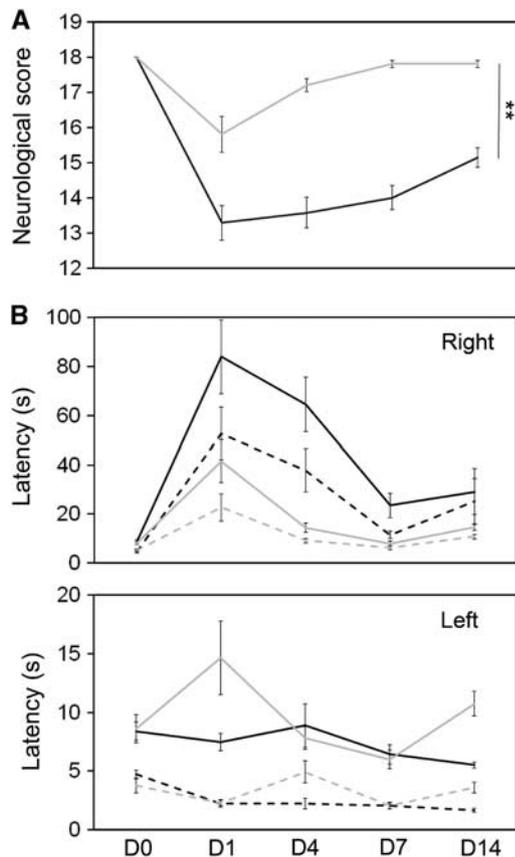 A
Neurological score
19
18
17
16
15
14
13
12
**
B
Latency (s)
100
80
60
40
20
0
Right
Latency (s)
20
15
10
5
0
Left
D0 D1 D4 D7 D14